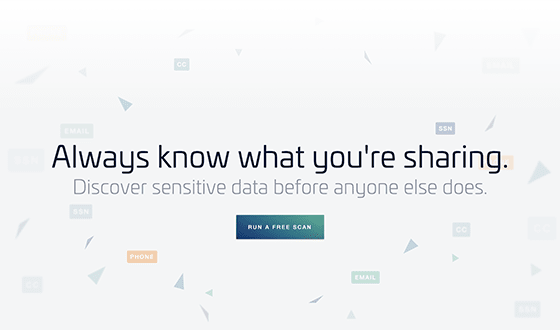 CC
EMAIL
SSN
Always know what you're sharing.
Discover sensitive data before anyone else does.
SSN
RUN A FREE SCAN
CC
PHONE
EMAIL
CC
SSN